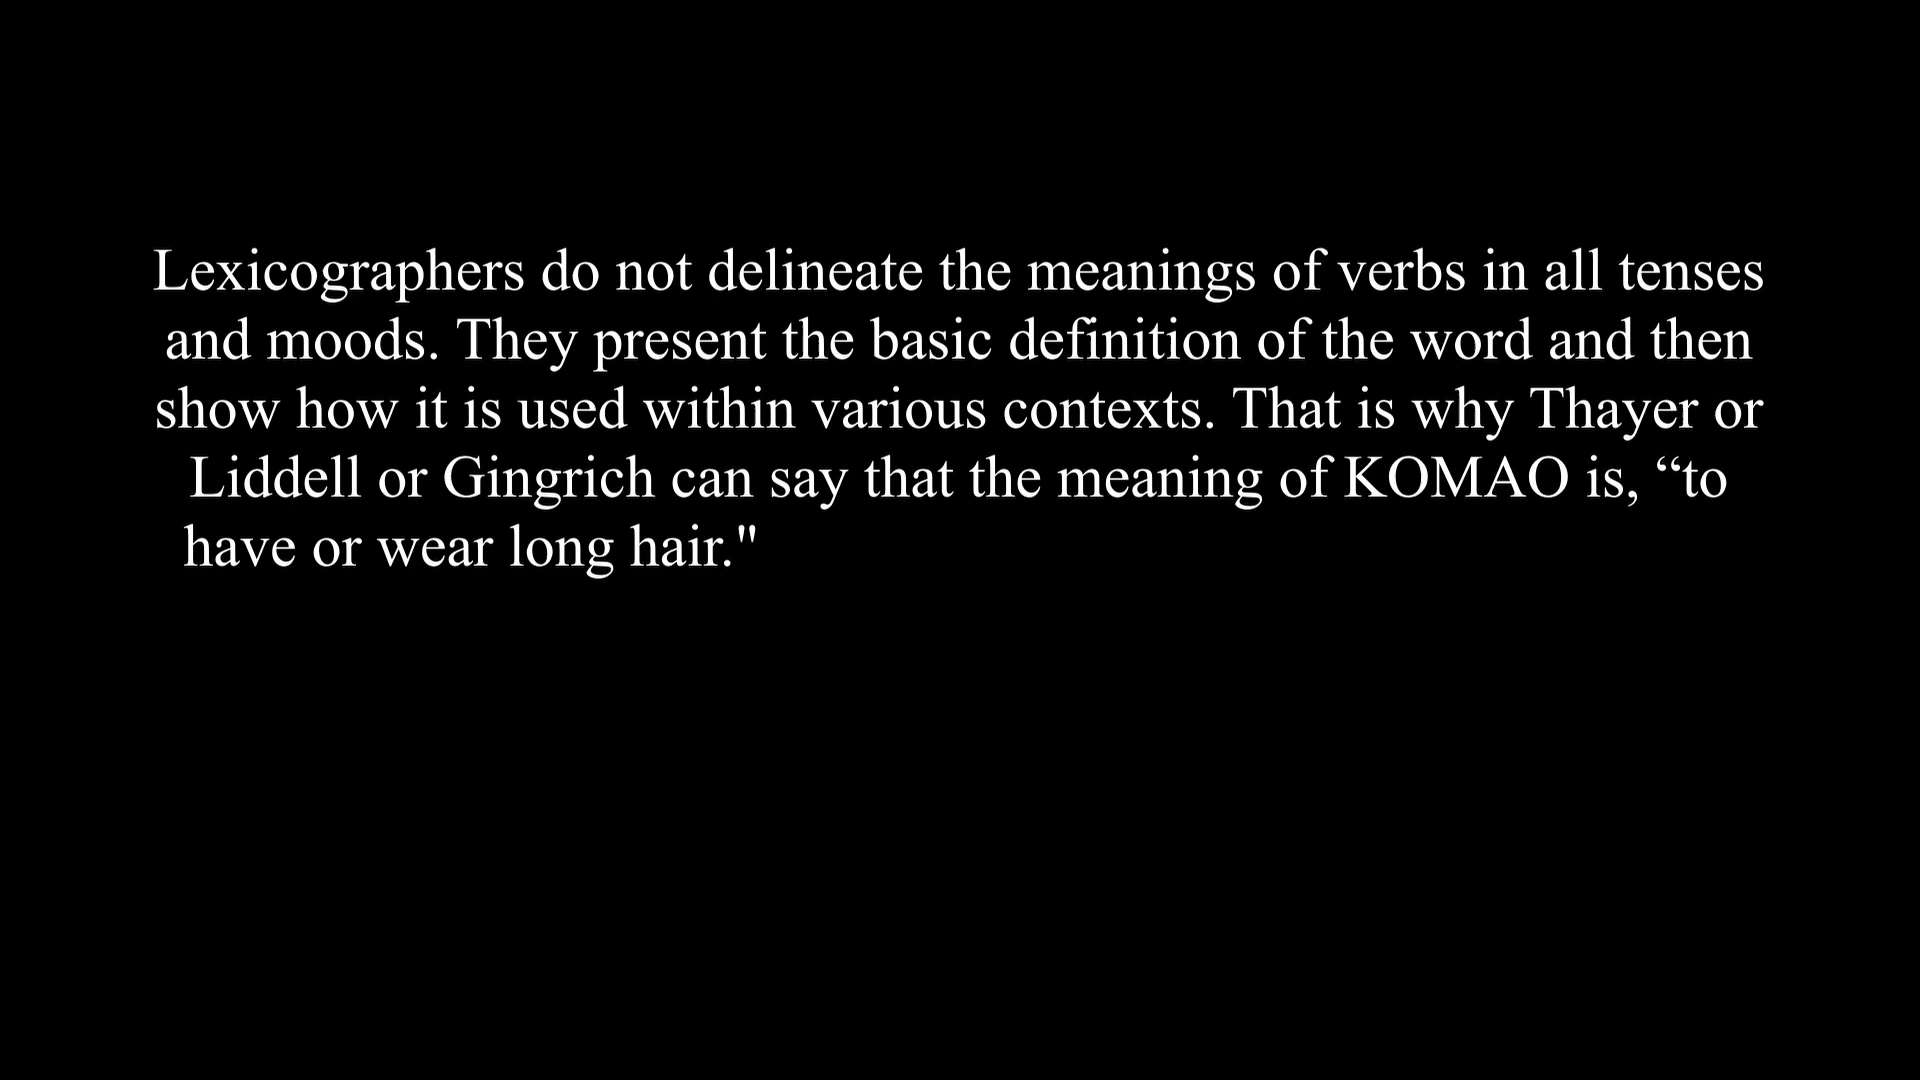 Lexicographers do not delineate the meanings of verbs in all tenses
and moods. They present the basic definition of the word and then
show how it is used within various contexts. That is why Thayer or
Liddell or Gingrich can say that the meaning of KOMAO is, “to
have or wear long hair."